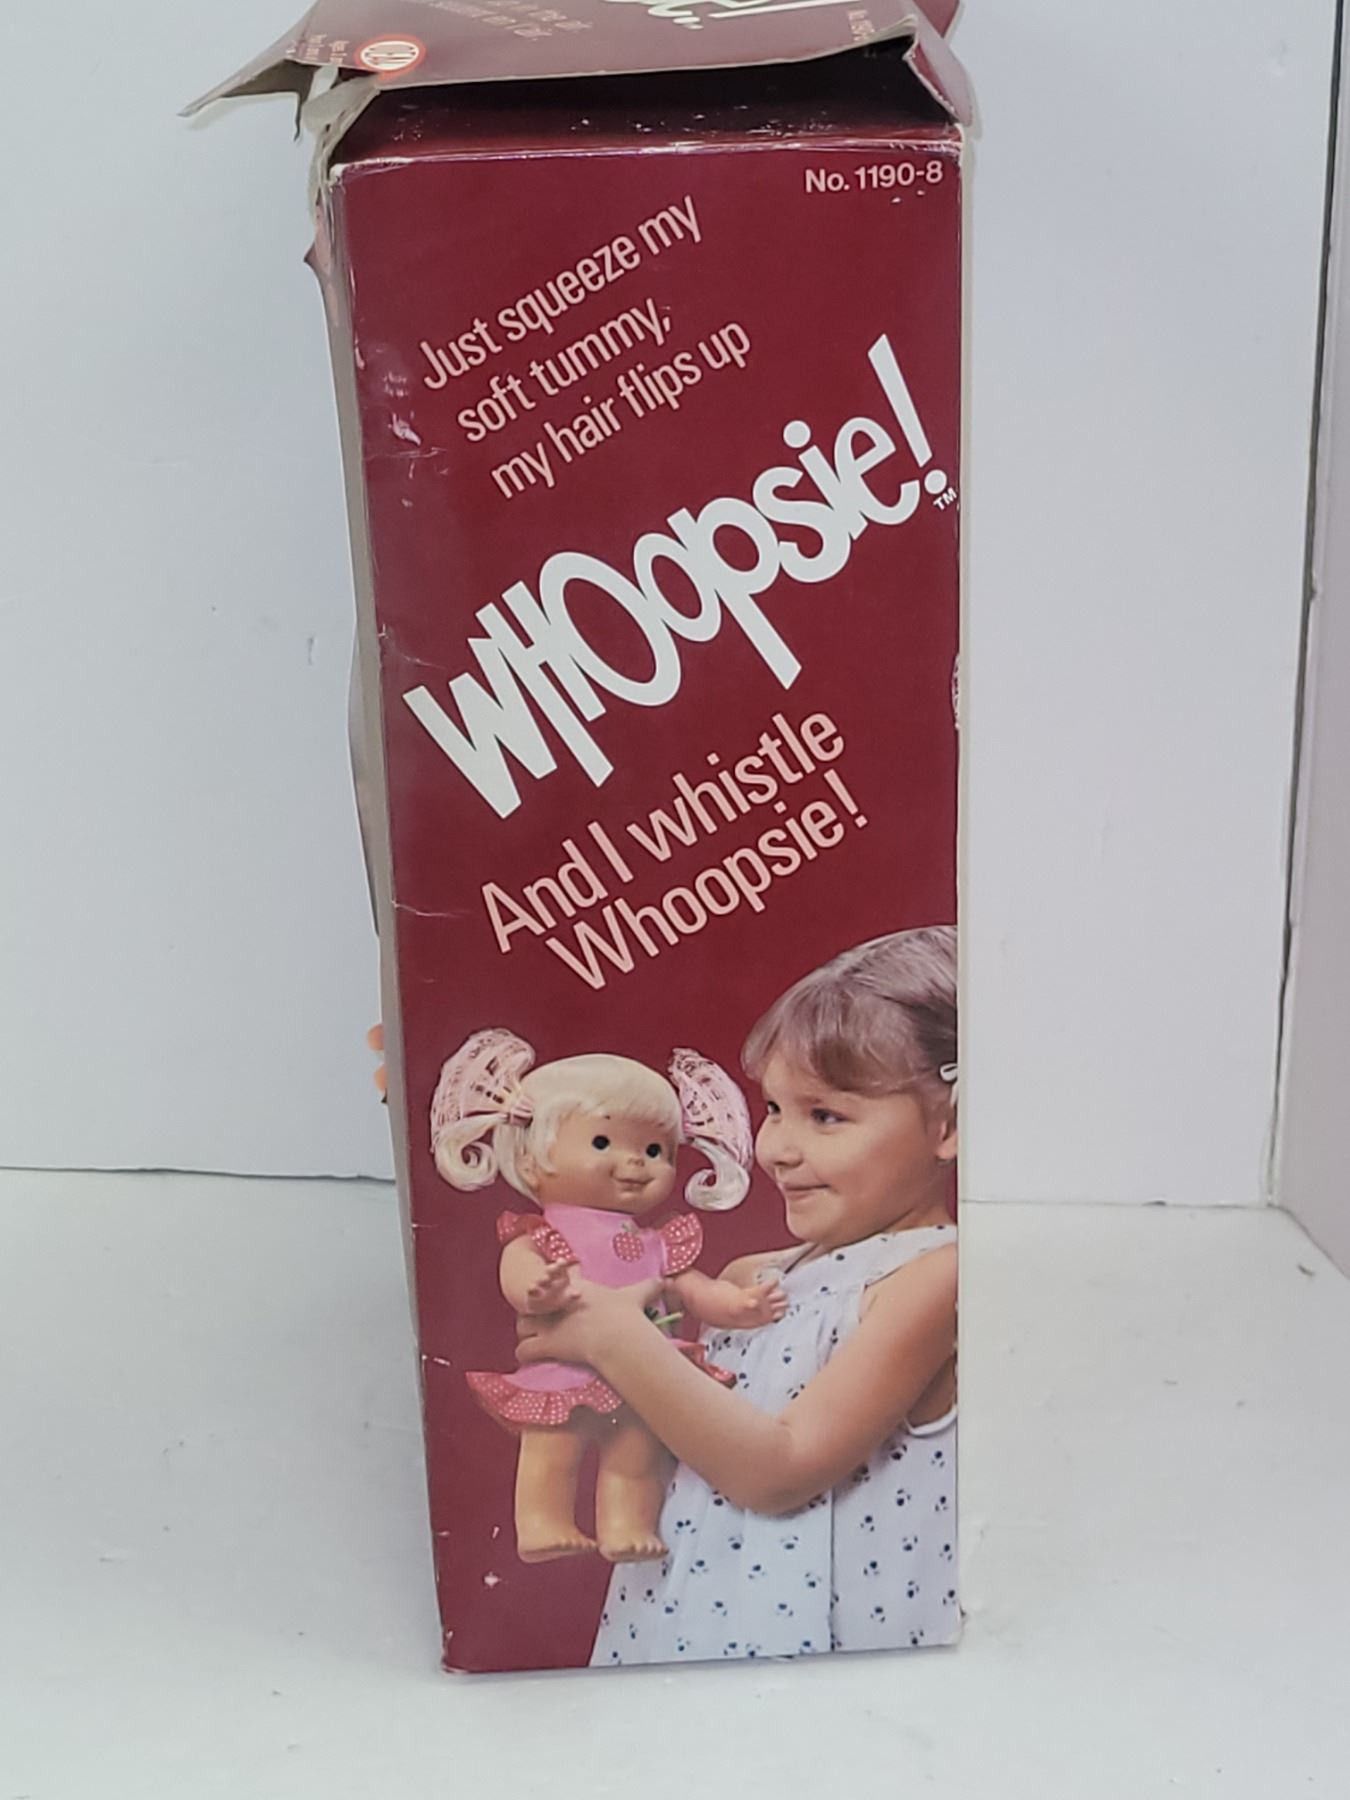 No. 1190-8
Just squeeze my
soft tummy,
my hair flips up
WHOopsie!™
And I whistle
Whoopsie!